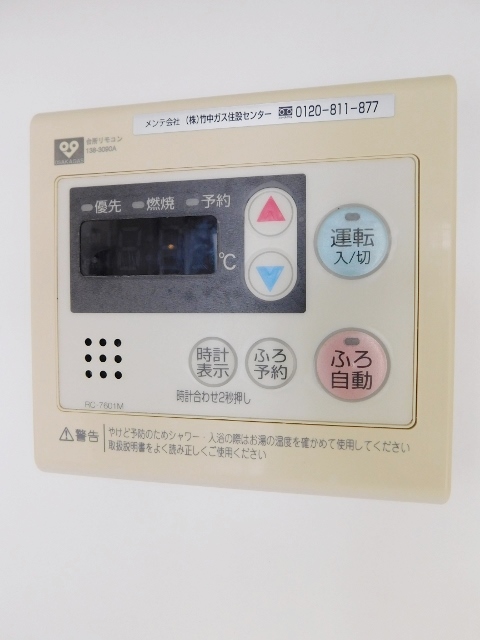 メンテ会社 (株)竹中ガス住設センター 0120-811-877
台所リモコン
138-3090A
優先 燃焼 予約
℃
運転
入/切
時計
表示
ふろ
予約
ふろ
自動
時計合わせ2秒押し
RC-7601M
警告
やけど予防のためシャワー・入浴の際はお湯の温度を確かめて使用してください
取扱説明書をよく読み正しくご使用ください